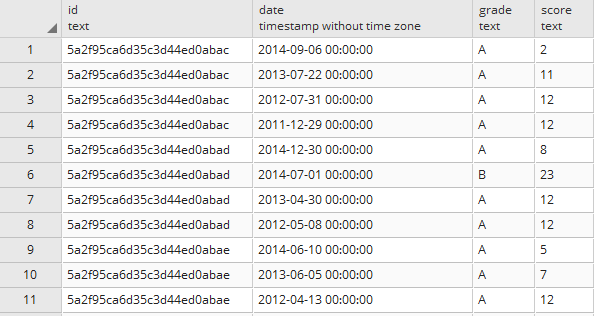 id date grade score
text timestamp without time zone text text
1 5a2f95ca6d35c3d44ed0abac 2014-09-06 00:00:00 A 2
2 5a2f95ca6d35c3d44ed0abac 2013-07-22 00:00:00 A 11
3 5a2f95ca6d35c3d44ed0abac 2012-07-31 00:00:00 A 12
4 5a2f95ca6d35c3d44ed0abac 2011-12-29 00:00:00 A 12
5 5a2f95ca6d35c3d44ed0abad 2014-12-30 00:00:00 A 8
6 5a2f95ca6d35c3d44ed0abad 2014-07-01 00:00:00 B 23
7 5a2f95ca6d35c3d44ed0abad 2013-04-30 00:00:00 A 12
8 5a2f95ca6d35c3d44ed0abad 2012-05-08 00:00:00 A 12
9 5a2f95ca6d35c3d44ed0abae 2014-06-10 00:00:00 A 5
10 5a2f95ca6d35c3d44ed0abae 2013-06-05 00:00:00 A 7
11 5a2f95ca6d35c3d44ed0abae 2012-04-13 00:00:00 A 12